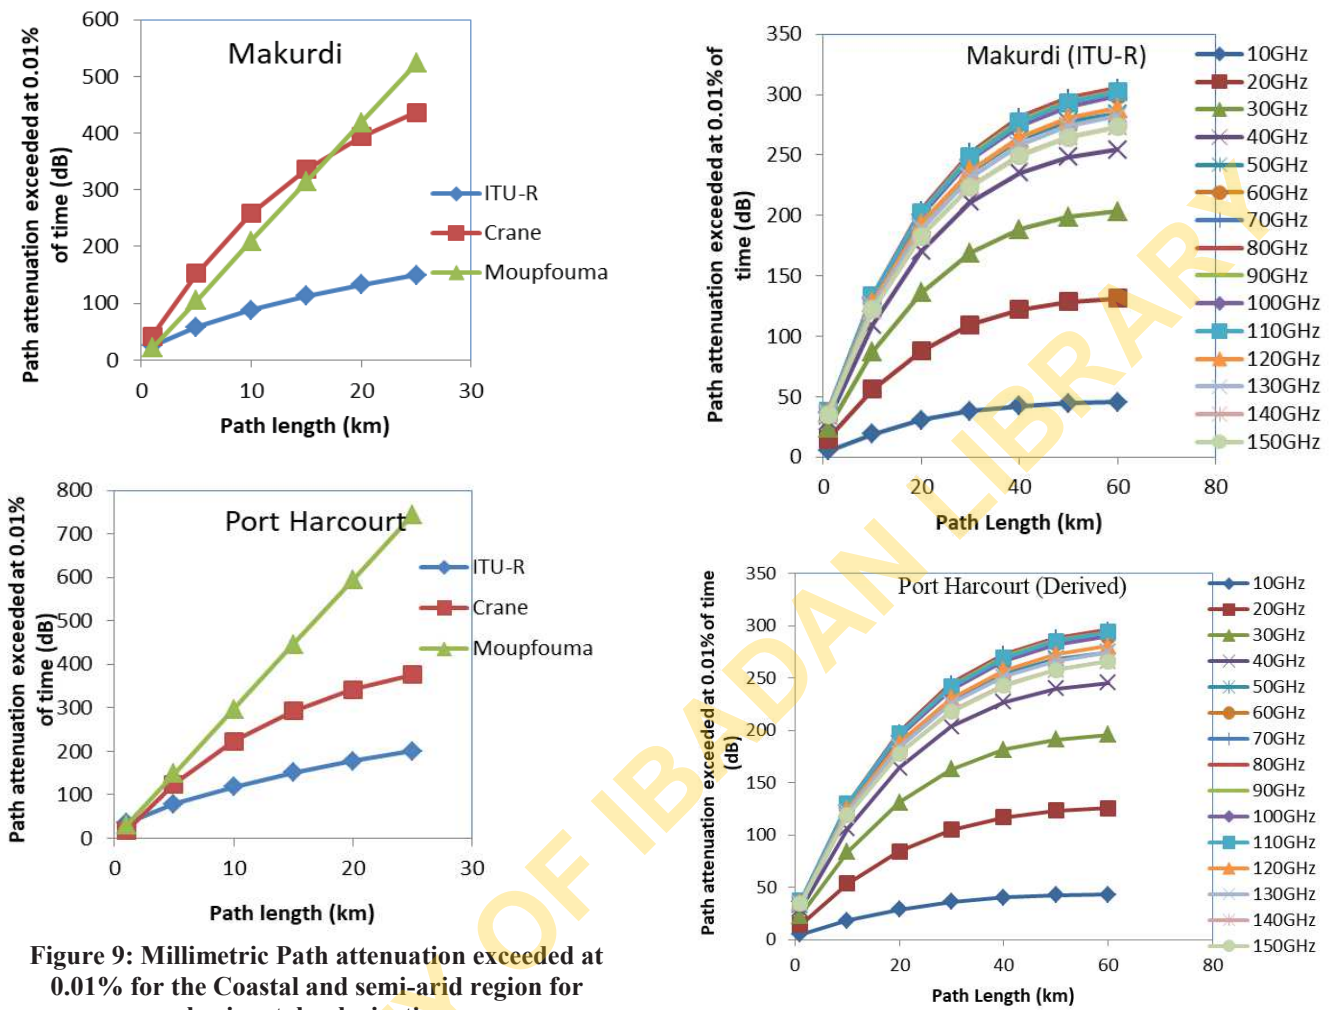 Makurdi
Path attenuation exceeded at 0.01%
of time (dB)
600
500
400
300
200
100
0
0
10
20
30
Path length (km)
ITU-R
Crane
Moupfouma
Makurdi (ITU-R)
Path attenuation exceeded at 0.01% of
time (dB)
350
300
250
200
150
100
50
0
0
20
40
60
80
Path Length (km)
10GHz
20GHz
30GHz
40GHz
50GHz
60GHz
70GHz
80GHz
90GHz
100GHz
110GHz
120GHz
130GHz
140GHz
150GHz
Port Harcourt
Path attenuation exceeded at 0.01%
of time (dB)
800
700
600
500
400
300
200
100
0
0
10
20
30
Path length (km)
ITU-R
Crane
Moupfouma
Port Harcourt (Derived)
Path attenuation exceeded at 0.01% of time
(dB)
350
300
250
200
150
100
50
0
0
20
40
60
80
Path Length (km)
10GHz
20GHz
30GHz
40GHz
50GHz
60GHz
70GHz
80GHz
90GHz
100GHz
110GHz
120GHz
130GHz
140GHz
150GHz
Figure 9: Millimetric Path attenuation exceeded at
0.01% for the Coastal and semi-arid region for
OF IBADAN LIBRARY